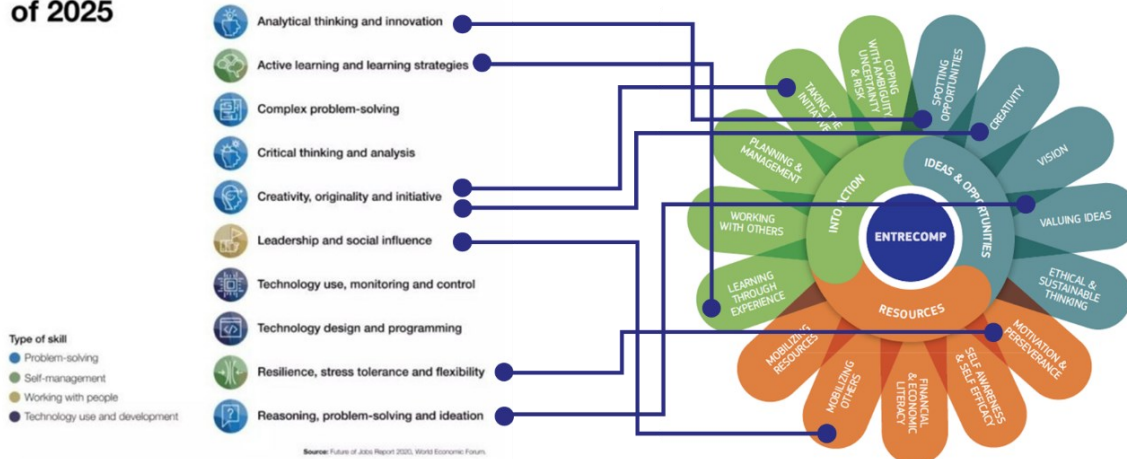 of 2025
Analytical thinking and innovation
Active learning and learning strategies
Complex problem-solving
Critical thinking and analysis
Creativity, originality and initiative
Leadership and social influence
Technology use, monitoring and control
Technology design and programming
Resilience, stress tolerance and flexibility
Reasoning, problem-solving and ideation
Type of skill
Problem-solving
Self-management
Working with people
Technology use and development
Source: Future of Jobs Report 2020, World Economic Forum.
ENTRECOMP
IDEAS & OPPORTUNITIES
SPOTTING
OPPORTUNITIES
CREATIVITY
VISION
VALUING IDEAS
ETHICAL &
SUSTAINABLE
THINKING
RESOURCES
MOTIVATION &
PERSEVERANCE
SELF AWARENESS
& SELF EFFICACY
FINANCIAL
& ECONOMIC
LITERACY
MOBILIZING
OTHERS
MOBILIZING
RESOURCES
INTO ACTION
LEARNING
THROUGH
EXPERIENCE
WORKING
WITH OTHERS
PLANNING &
MANAGEMENT
TAKING THE
INITIATIVE
COPING
WITH AMBIGUITY
UNCERTAINTY
& RISK